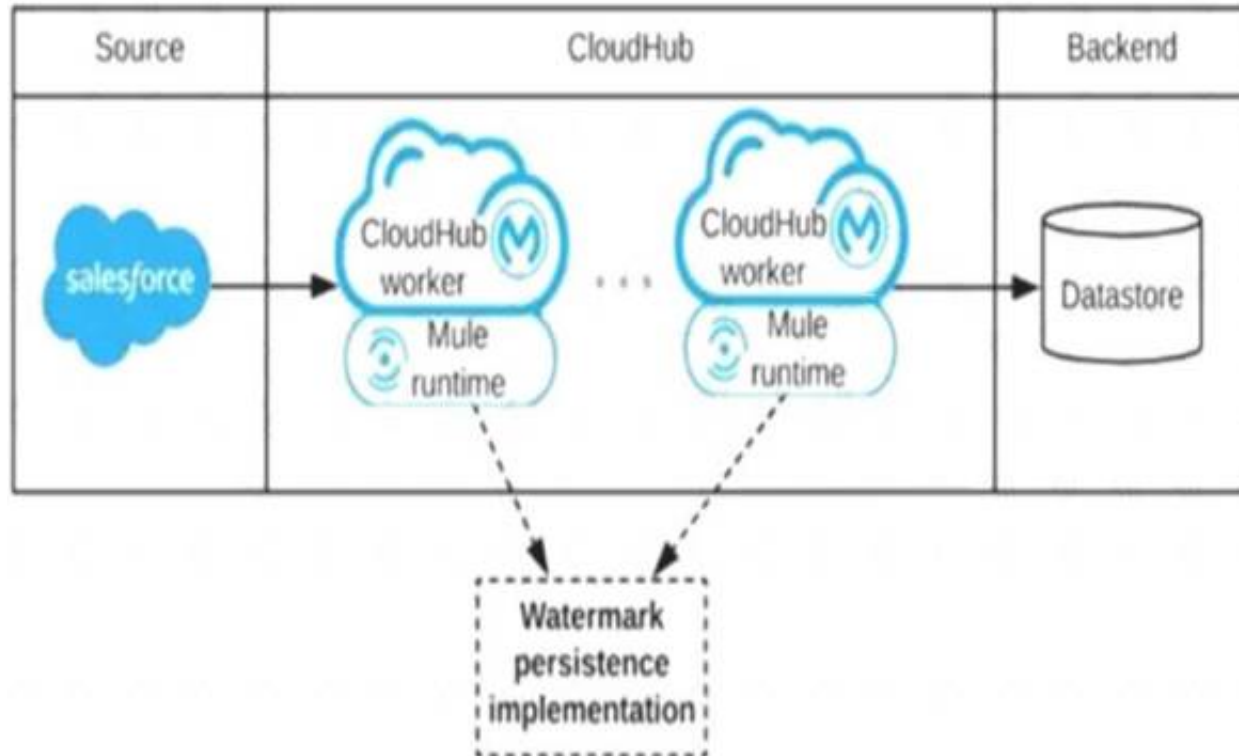 Source
CloudHub
Backend
salesforce
CloudHub
worker
Mule
runtime
CloudHub
worker
Mule
runtime
Datastore
Watermark
persistence
implementation